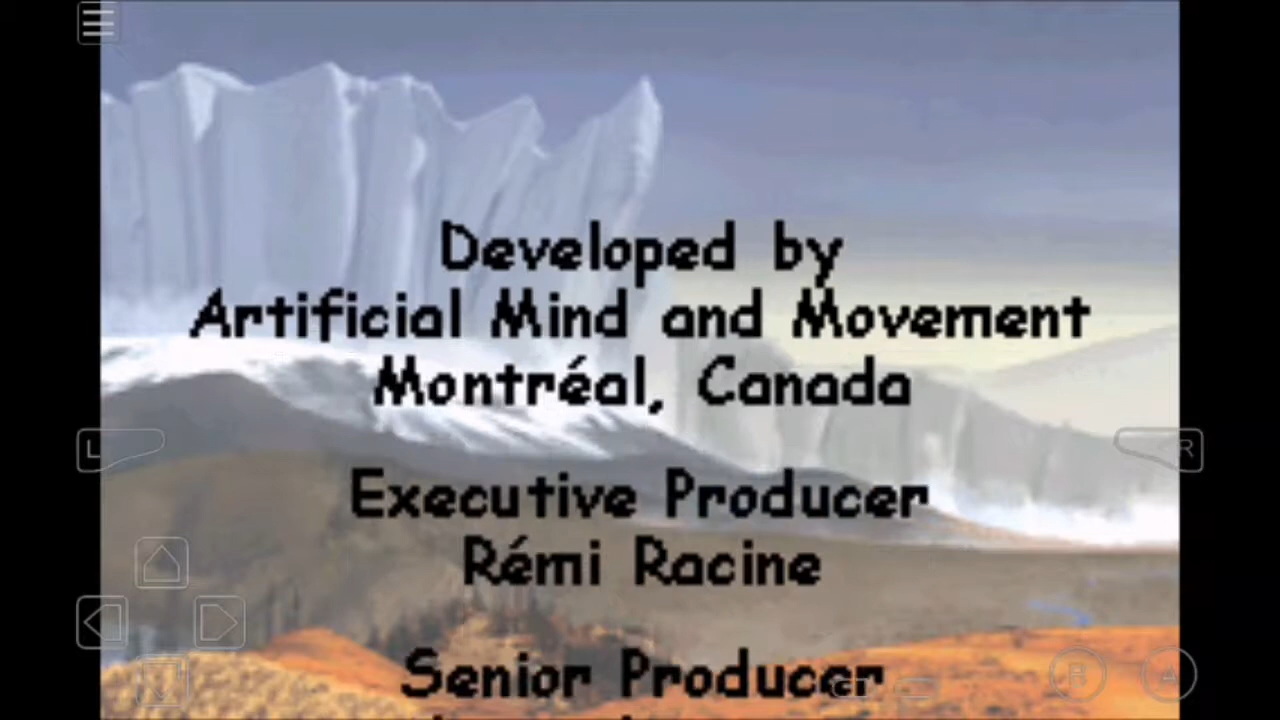 Developed by
Artificial Mind and Movement
Montréal, Canada
Executive Producer
Rémi Racine
Senior Producer
L
R
A